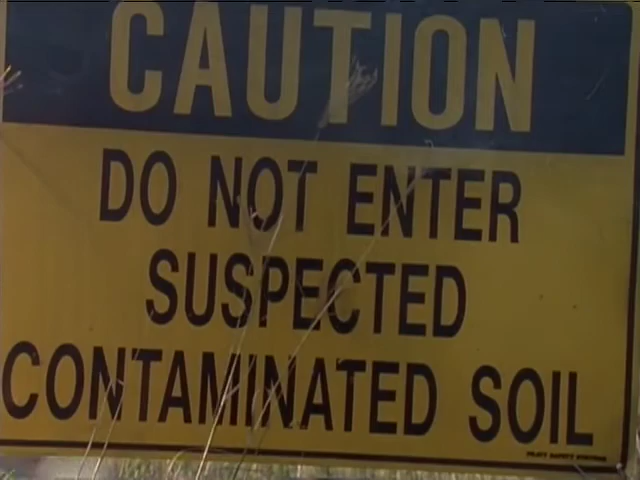 CAUTION
DO NOT ENTER
SUSPECTED
CONTAMINATED SOIL